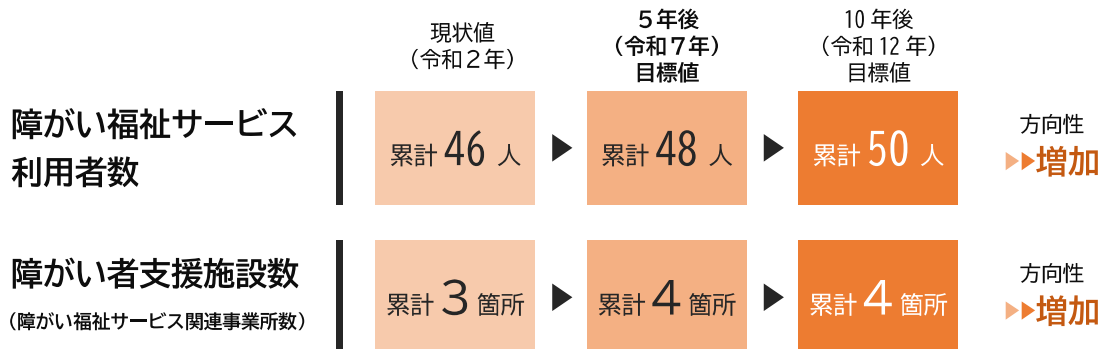 現状値
（令和２年）
５年後
（令和７年）
目標値
10 年後
（令和 12 年）
目標値
障がい福祉サービス
利用者数
累計 46 人
▶
累計 48 人
▶
累計 50 人
方向性
▶▶増加
障がい者支援施設数
（障がい福祉サービス関連事業所数）
累計 3 箇所
▶
累計 4 箇所
▶
累計 4 箇所
方向性
▶▶増加